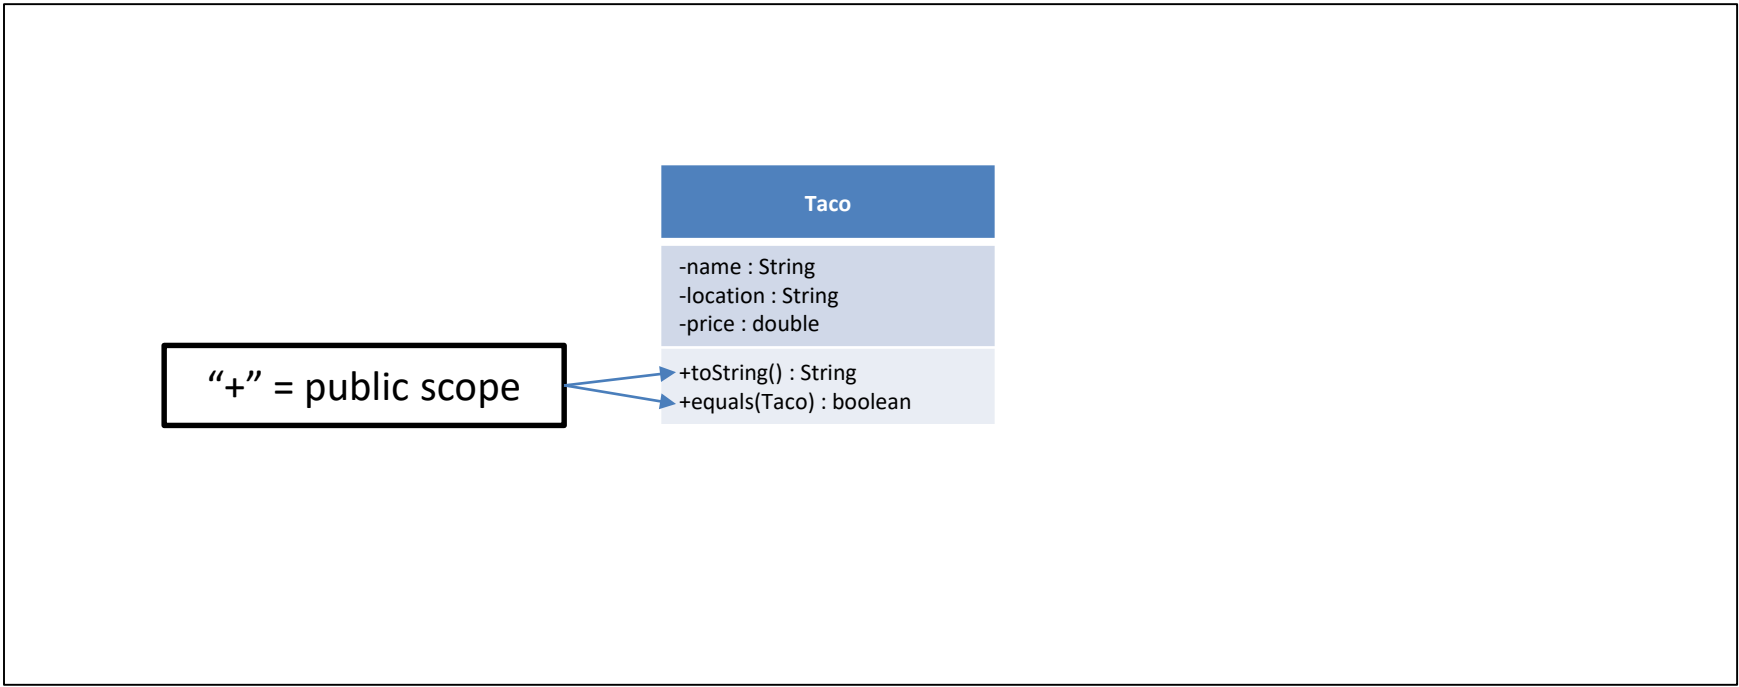 Taco
-name : String
-location : String
-price : double
“+” = public scope
+toString() : String
+equals(Taco) : boolean